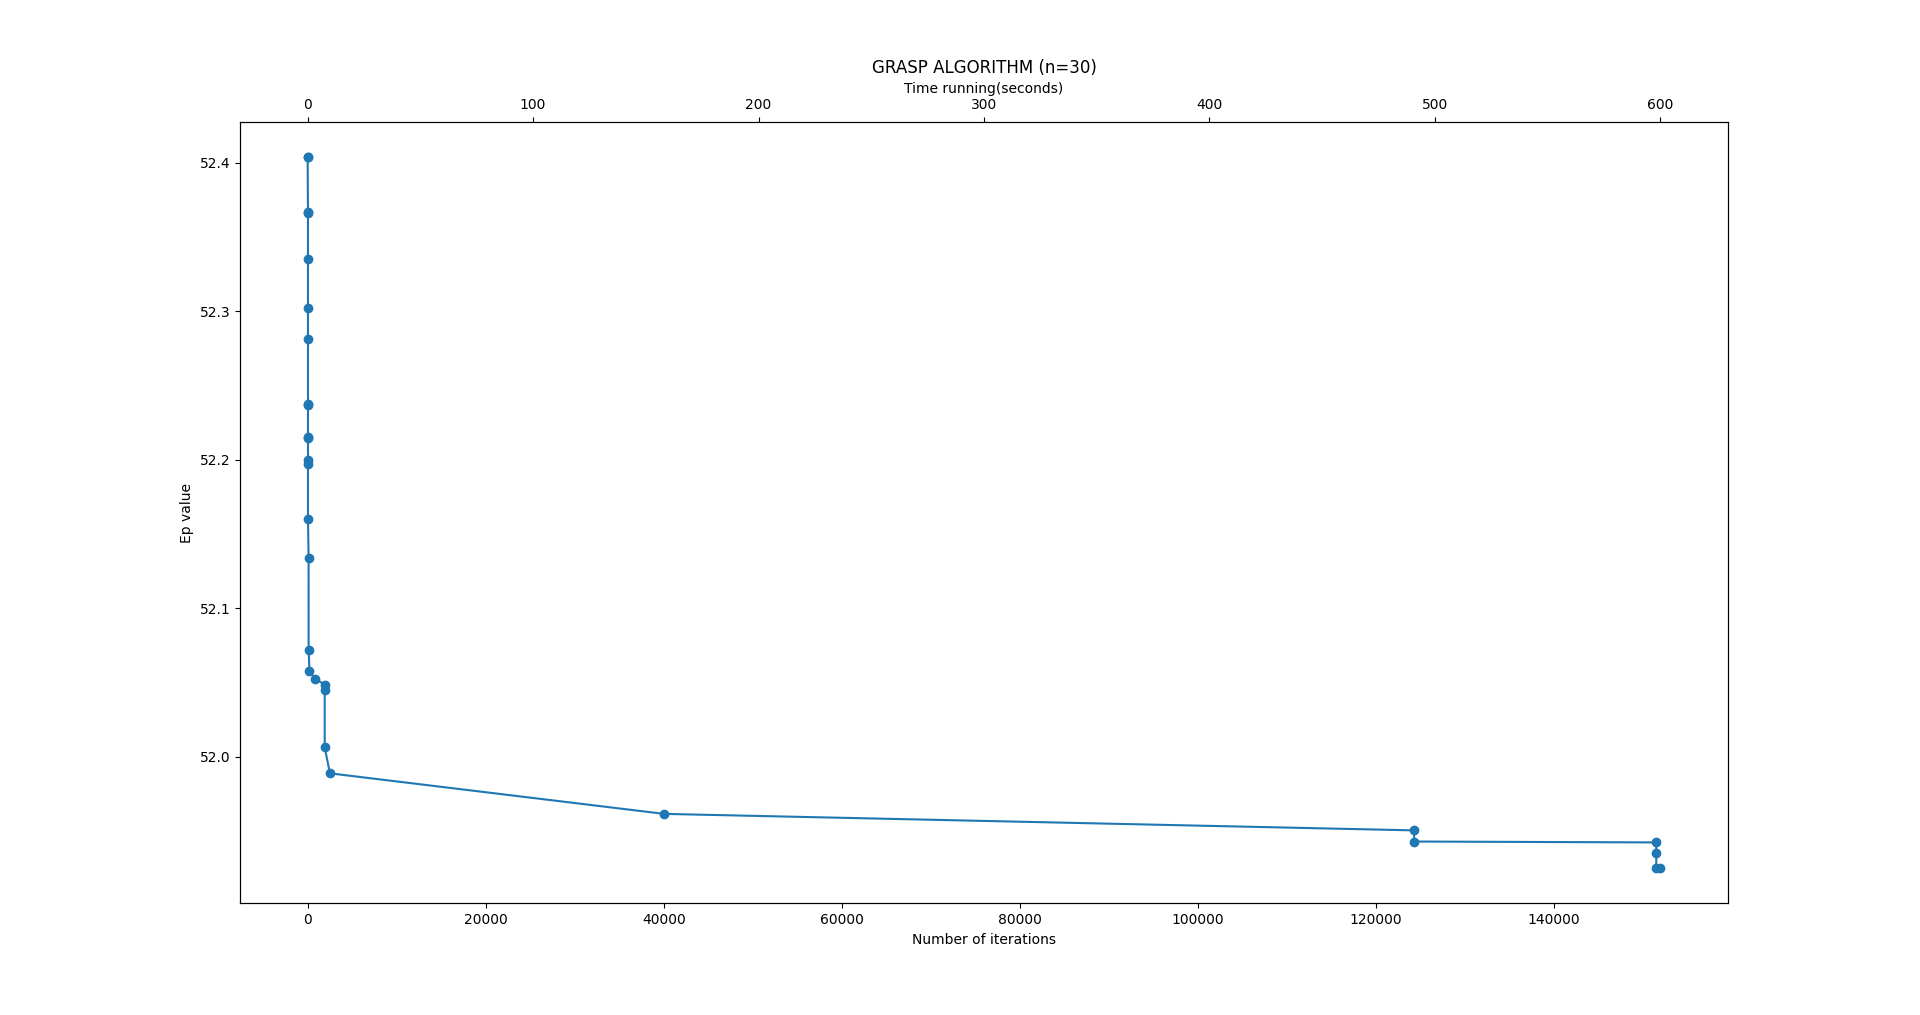 GRASP ALGORITHM (n=30)
Time running(seconds)
0 100 200 300 400 500 600
52.4
52.3
52.2
52.1
52.0
Ep value
0 20000 40000 60000 80000 100000 120000 140000
Number of iterations